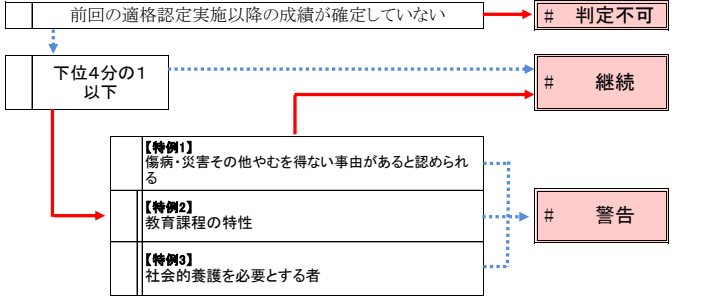 前回の適格認定実施以降の成績が確定していない
# 判定不可
下位4分の1
以下
# 継続
【特例1】
傷病・災害その他やむを得ない事由があると認められ
る
【特例2】
教育課程の特性
# 警告
【特例3】
社会的養護を必要とする者